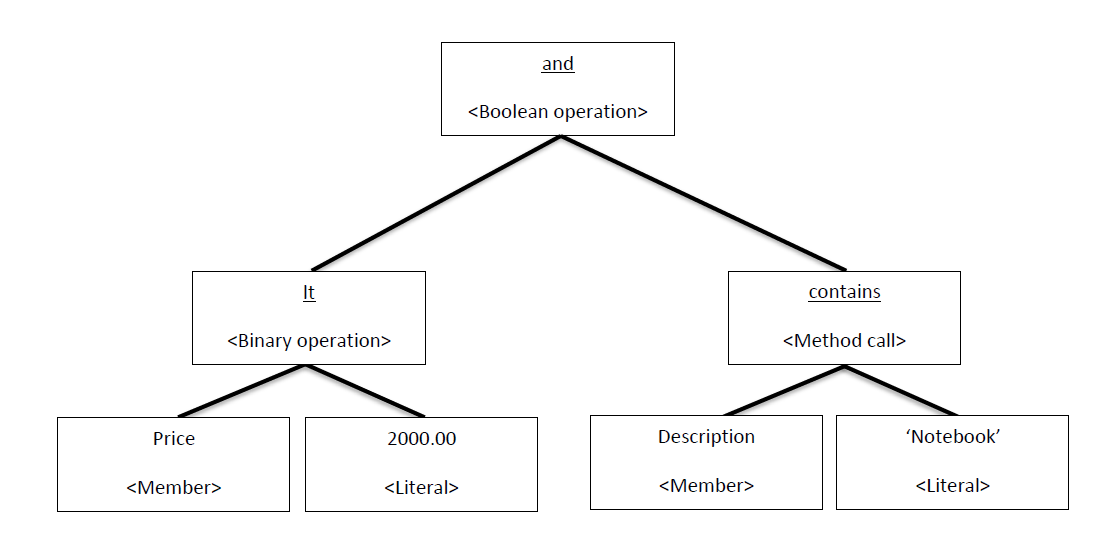 and
<Boolean operation>
lt
<Binary operation>
contains
<Method call>
Price
<Member>
2000.00
<Literal>
Description
<Member>
‘Notebook’
<Literal>